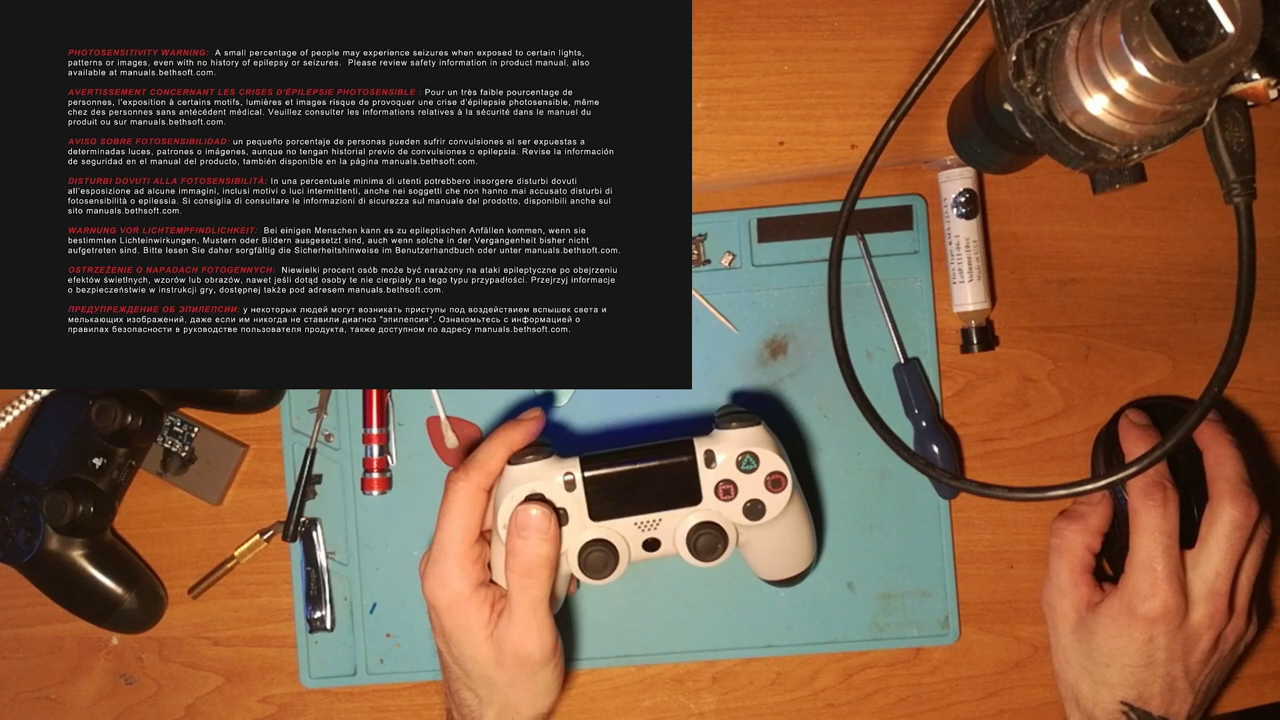 PHOTOSENSITIVITY WARNING: A small percentage of people may experience seizures when exposed to certain lights,
patterns or images, even with no history of epilepsy or seizures. Please review safety information in product manual, also
available at manuals.bethsoft.com.
AVERTISSEMENT CONCERNANT LES CRISES D'ÉPILEPSIE PHOTOSENSIBLE : Pour un très faible pourcentage de
personnes, l'exposition à certains motifs, lumières et images risque de provoquer une crise d'épilepsie photosensible, même
chez des personnes sans antécédent médical. Veuillez consulter les informations relatives à la sécurité dans le manuel du
produit ou sur manuals.bethsoft.com.
AVISO SOBRE FOTOSENSIBILIDAD: un pequeño porcentaje de personas pueden sufrir convulsiones al ser expuestas a
determinadas luces, patrones o imágenes, aunque no tengan historial previo de convulsiones o epilepsia. Revise la información
de seguridad en el manual del producto, también disponible en la página manuals.bethsoft.com.
DISTURBI DOVUTI ALLA FOTOSENSIBILITÀ: In una percentuale minima di utenti potrebbero insorgere disturbi dovuti
all'esposizione ad alcune immagini, inclusi motivi o luci intermittenti, anche nei soggetti che non hanno mai accusato disturbi di
fotosensibilità o epilessia. Si consiglia di consultare le informazioni di sicurezza sul manuale del prodotto, disponibili anche sul
sito manuals.bethsoft.com.
WARNUNG VOR LICHTEMPFINDLICHKEIT: Bei einigen Menschen kann es zu epileptischen Anfällen kommen, wenn sie
bestimmten Lichteinwirkungen, Mustern oder Bildern ausgesetzt sind, auch wenn solche in der Vergangenheit bisher nicht
aufgetreten sind. Bitte lesen Sie daher sorgfältig die Sicherheitshinweise im Benutzerhandbuch oder unter manuals.bethsoft.com.
OSTRZEŻENIE O NAPADACH FOTOGENNYCH: Niewielki procent osób może być narażony na ataki epileptyczne po obejrzeniu
efektów świetlnych, wzorów lub obrazów, nawet jeśli dotąd osoby te nie cierpiały na tego typu przypadłości. Przejrzyj informacje
o bezpieczeństwie w instrukcji gry, dostępnej także pod adresem manuals.bethsoft.com.
ПРЕДУПРЕЖДЕНИЕ ОБ ЭПИЛЕПСИИ: у некоторых людей могут возникать приступы под воздействием вспышек света и
мелькающих изображений, даже если им никогда не ставили диагноз "эпилепсия". Ознакомьтесь с информацией о
правилах безопасности в руководстве пользователя продукта, также доступном по адресу manuals.bethsoft.com.